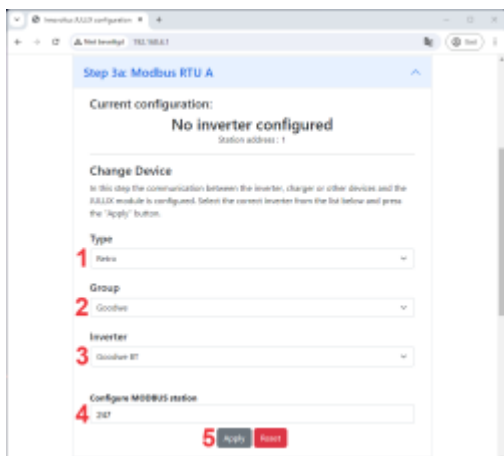 Step 3a: Modbus RTU A
Current configuration:
No inverter configured
Station address : 1
Change Device
In this step the communication between the inverter, charger or other devices and the
module is configured. Select the correct inverter from the list below and press
the "Apply" button.
Type
1 Retro
Group
2 Goodwe
Inverter
3 Goodwe BT
Configure MODBUS station
4 247
5 Apply Reset